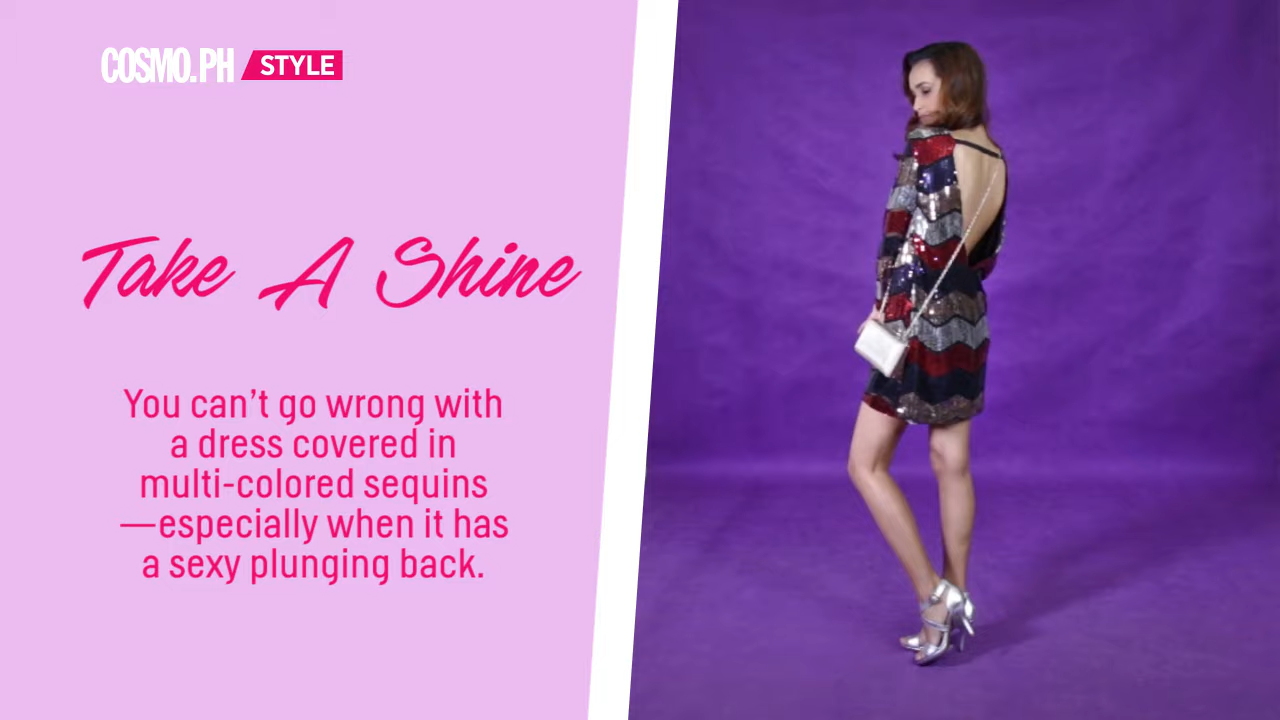 COSMO.PH STYLE
Take A Shine
You can't go wrong with
a dress covered in
multi-colored sequins
—especially when it has
a sexy plunging back.